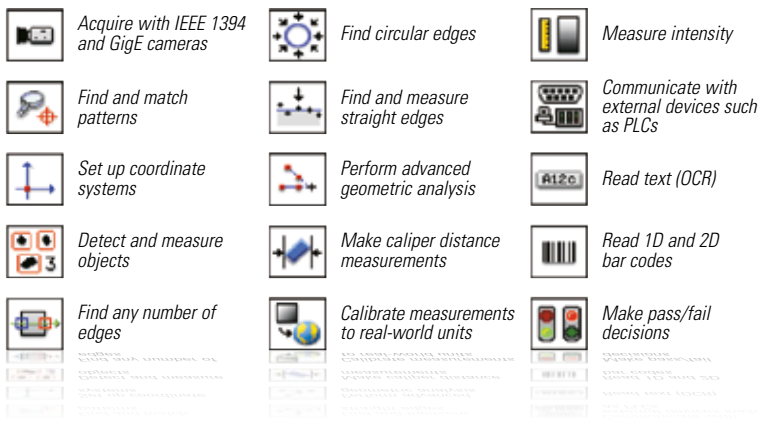 Acquire with IEEE 1394
and GigE cameras
Find and match
patterns
Set up coordinate
systems
Detect and measure
objects
3
Find any number of
edges
Find circular edges
Find and measure
straight edges
Perform advanced
geometric analysis
Make caliper distance
measurements
Calibrate measurements
to real-world units
Measure intensity
Communicate with
external devices such
as PLCs
A12c
Read text (OCR)
Read 1D and 2D
bar codes
Make pass/fail
decisions